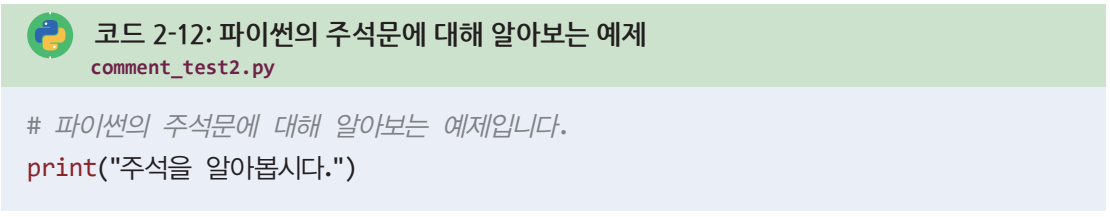 코드 2-12: 파이썬의 주석문에 대해 알아보는 예제
comment_test2.py
# 파이썬의 주석문에 대해 알아보는 예제입니다.
print("주석을 알아봅시다.")